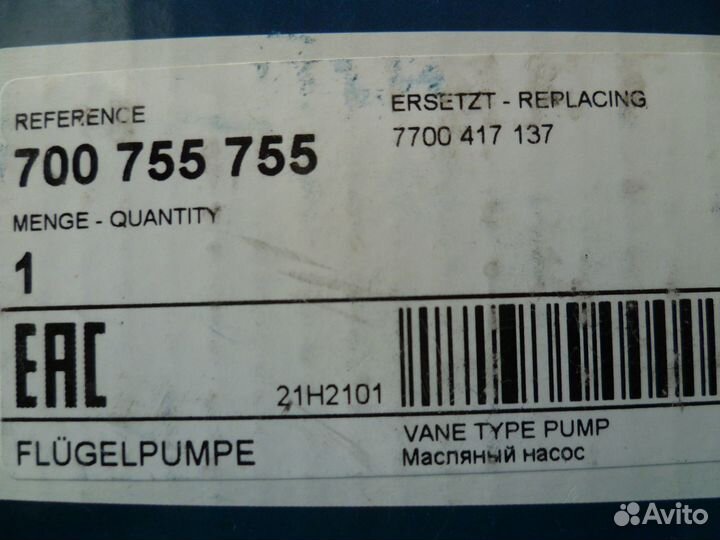 REFERENCE
700 755 755
ERSETZT - REPLACING
7700 417 137
MENGE - QUANTITY
1
EAC
21H2101
FLÜGELPUMPE
VANE TYPE PUMP
Масляный насос
Avito